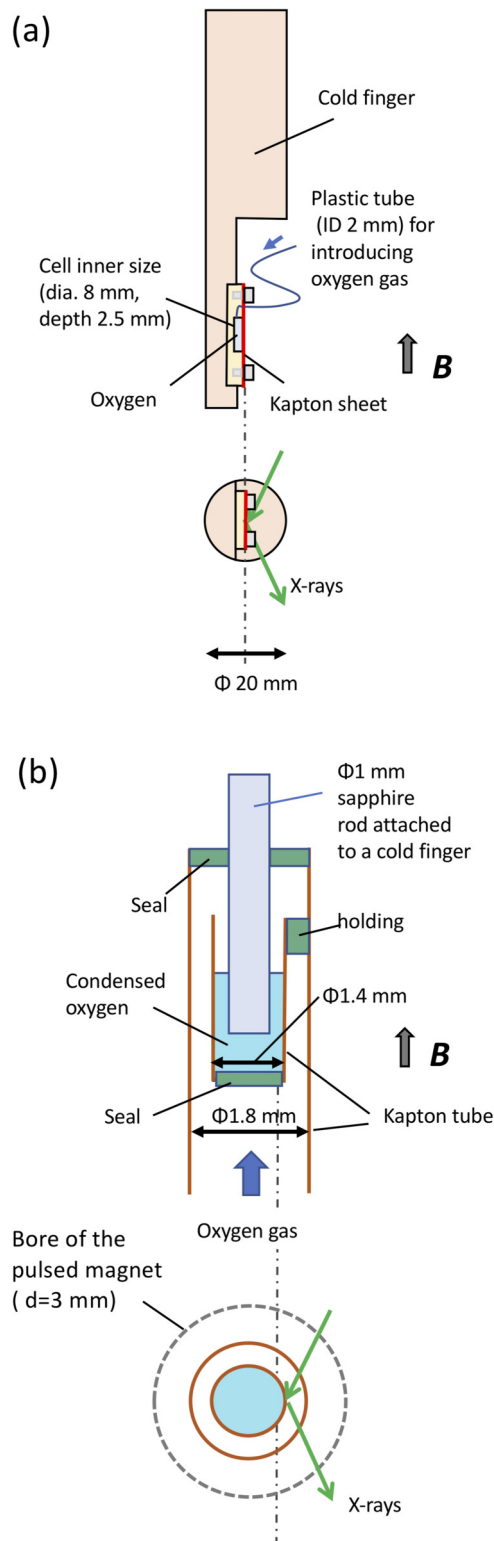 (a)
Cold finger
Plastic tube
(ID 2 mm) for
introducing
oxygen gas
Cell inner size
(dia. 8 mm,
depth 2.5 mm)
Oxygen
Kapton sheet
B
X-rays
Φ 20 mm
(b)
Φ1 mm
sapphire
rod attached
to a cold finger
Seal
holding
Condensed
oxygen
Φ1.4 mm
B
Seal
Φ1.8 mm
Kapton tube
Oxygen gas
Bore of the
pulsed magnet
( d=3 mm)
X-rays